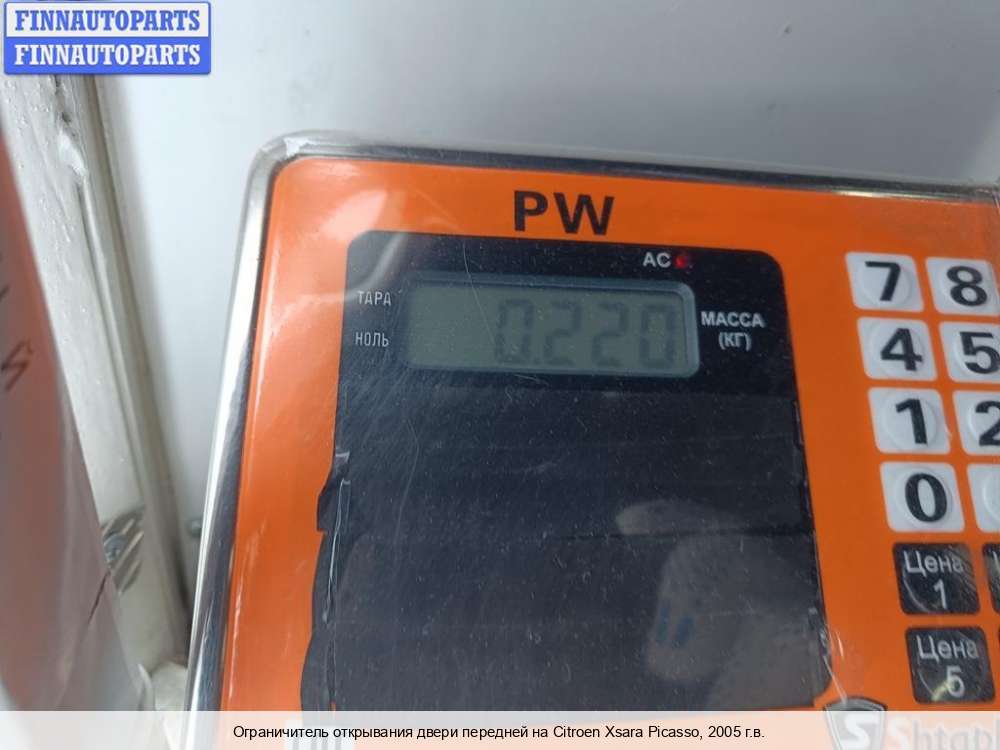 FINNAUTOPARTS
FINNAUTOPARTS
PW
AC
ТАРА
НОЛЬ
0.220
МАССА
(КГ)
7 8
4 5
1 2
0
Цена
1
Цена
5
S
Ограничитель открывания двери передней на Citroen Xsara Picasso, 2005 г.в.